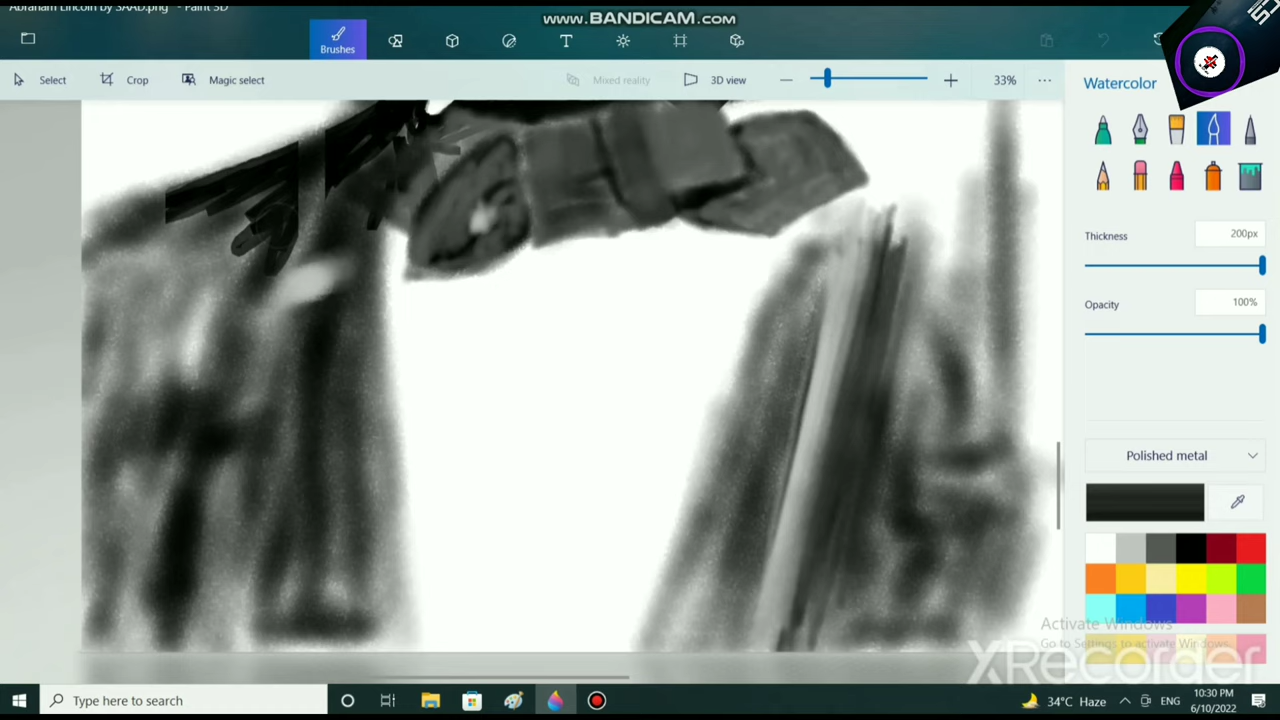 Abraham Lincoln by SAAD.png - Paint 3D
www.BANDICAM.com
Brushes
Select
Crop
Magic select
Mixed reality
3D view
33%
Watercolor
Thickness
200px
Opacity
100%
Polished metal
Activate Windows
Go to Settings to activate Windows.
XRecorder
Type here to search
34°C Haze
ENG
10:30 PM
6/10/2022